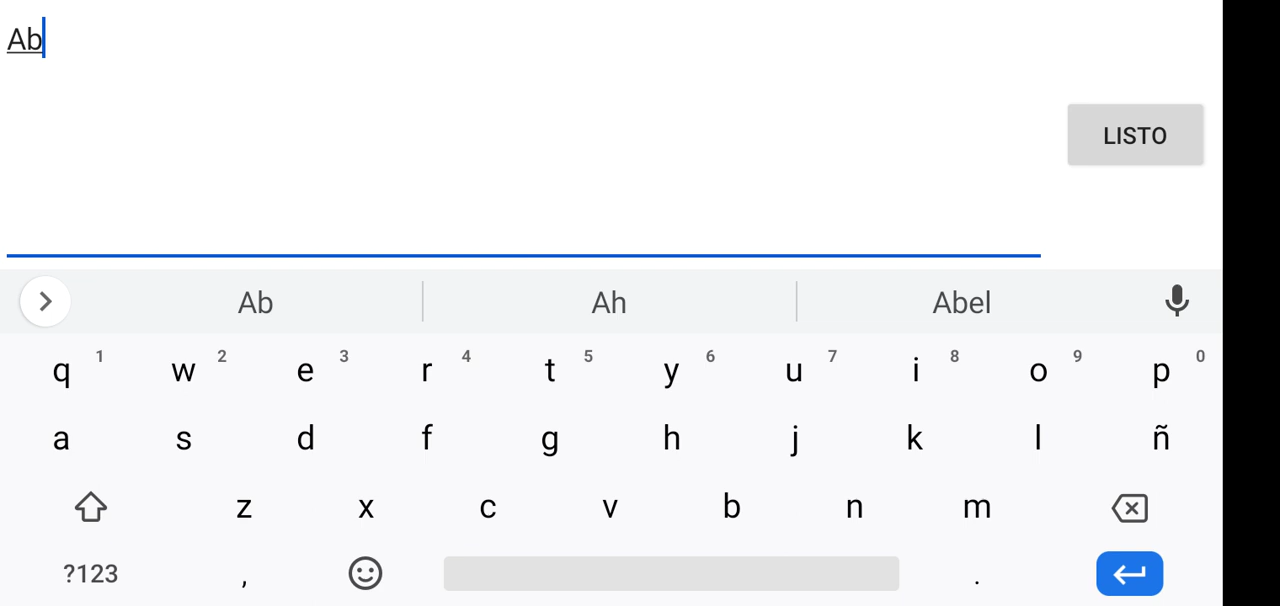 Ab
LISTO
Ab Ah Abel
q 1 w 2 e 3 r 4 t 5 y 6 u 7 i 8 o 9 p 0
a s d f g h j k l ñ
z x c v b n m
?123 , .